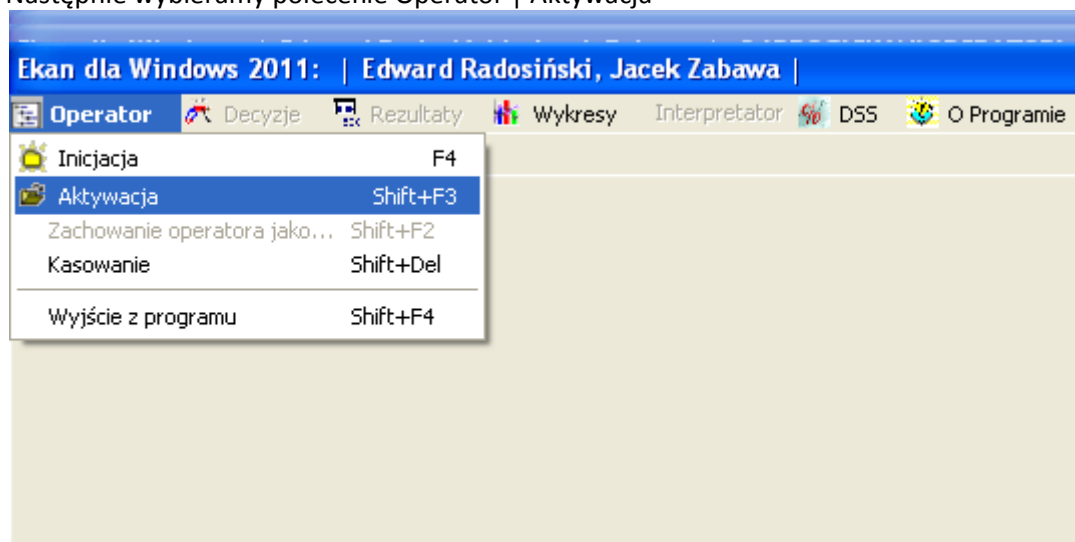 Następnie wybieramy polecenie Operator | Aktywacja
Ekan dla Windows 2011: | Edward Radosiński, Jacek Zabawa |
Operator Decyzje Rezultaty Wykresy Interpretator DSS O Programie
Inicjacja F4
Aktywacja Shift+F3
Zachowanie operatora jako... Shift+F2
Kasowanie Shift+Del
Wyjście z programu Shift+F4